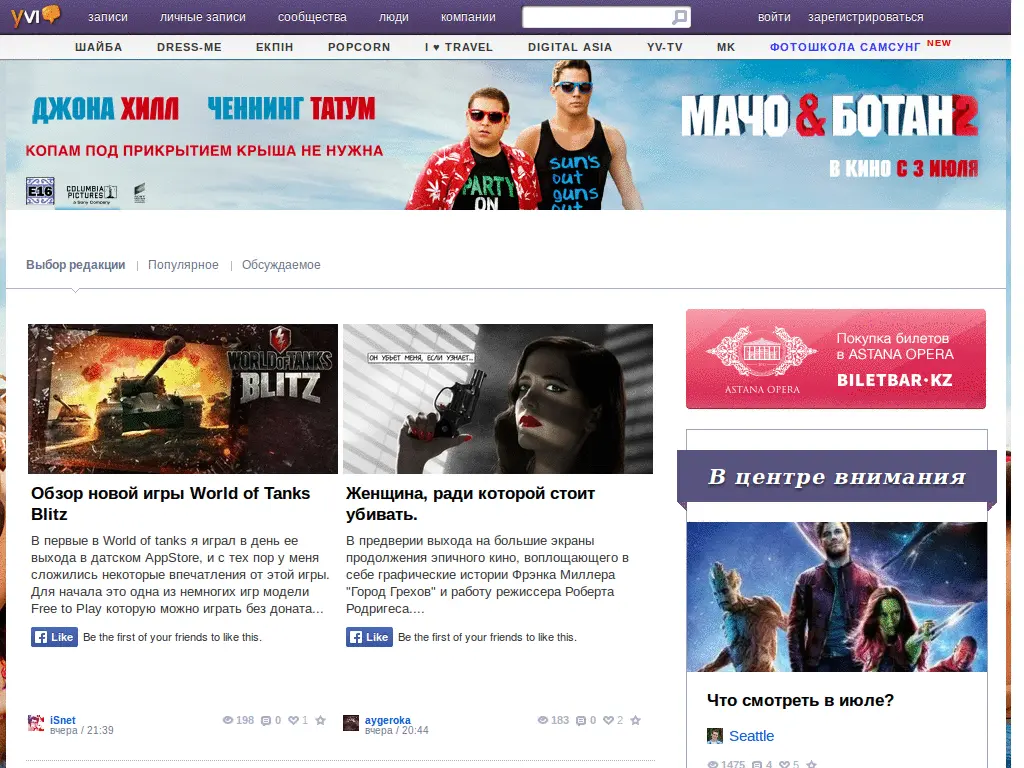 yvi
записи
личные записи
сообщества
люди
компании
войти
зарегистрироваться
ШАЙБА
DRESS-ME
ЕКПІН
POPCORN
I ♥ TRAVEL
DIGITAL ASIA
YV-TV
МК
ФОТОШКОЛА САМСУНГ NEW
ДЖОНА ХИЛЛ ЧЕННИНГ ТАТУМ
КОПАМ ПОД ПРИКРЫТИЕМ КРЫША НЕ НУЖНА
E16
COLUMBIA
PICTURES
a Sony Company
PARTY
ON
sun's
out
guns
out
МАЧО & БОТАН 2
В КИНО С 3 ИЮЛЯ
Выбор редакции
Популярное
Обсуждаемое
WORLD OF TANKS
BLITZ
Обзор новой игры World of Tanks
Blitz
В первые в World of tanks я играл в день ее
выхода в датском AppStore, и с тех пор у меня
сложились некоторые впечатления от этой игры.
Для начала это одна из немногих игр модели
Free to Play которую можно играть без доната...
Like
Be the first of your friends to like this.
iSnet
вчера / 21:39
198 0 1
ОН УБЬЕТ МЕНЯ, ЕСЛИ УЗНАЕТ...
Женщина, ради которой стоит
убивать.
В предверии выхода на большие экраны
продолжения эпичного кино, воплощающего в
себе графические истории Фрэнка Миллера
"Город Грехов" и работу режиссера Роберта
Родригеса....
Like
Be the first of your friends to like this.
aygeroka
вчера / 20:44
183 0 2
ASTANA OPERA
Покупка билетов
в ASTANA OPERA
BILETBAR·KZ
В центре внимания
Что смотреть в июле?
Seattle
1475 4 5